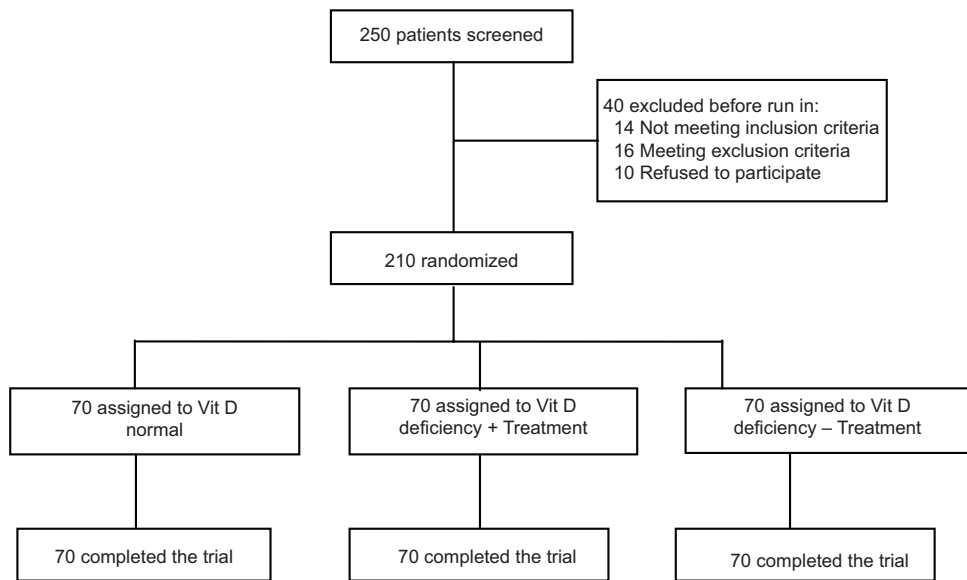 250 patients screened
40 excluded before run in:
14 Not meeting inclusion criteria
16 Meeting exclusion criteria
10 Refused to participate
210 randomized
70 assigned to Vit D
normal
70 assigned to Vit D
deficiency + Treatment
70 assigned to Vit D
deficiency – Treatment
70 completed the trial
70 completed the trial
70 completed the trial